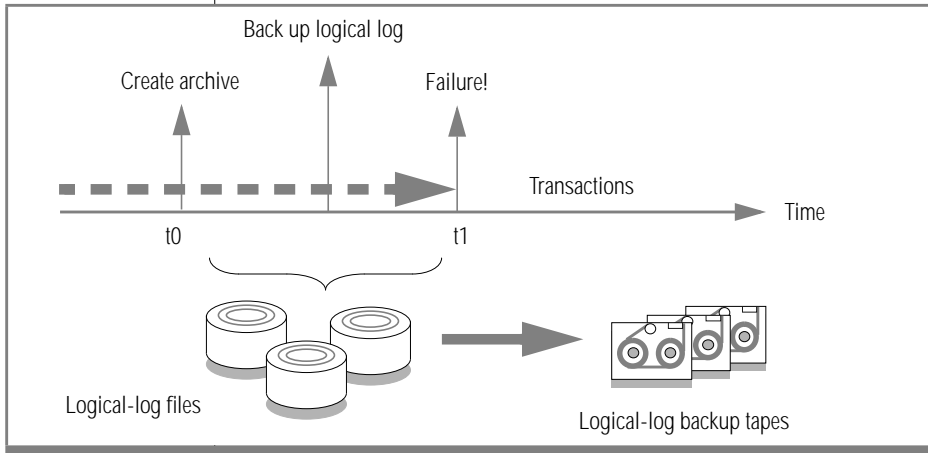 Back up logical log
Create archive
Failure!
Transactions
Time
t0
t1
Logical-log files
Logical-log backup tapes